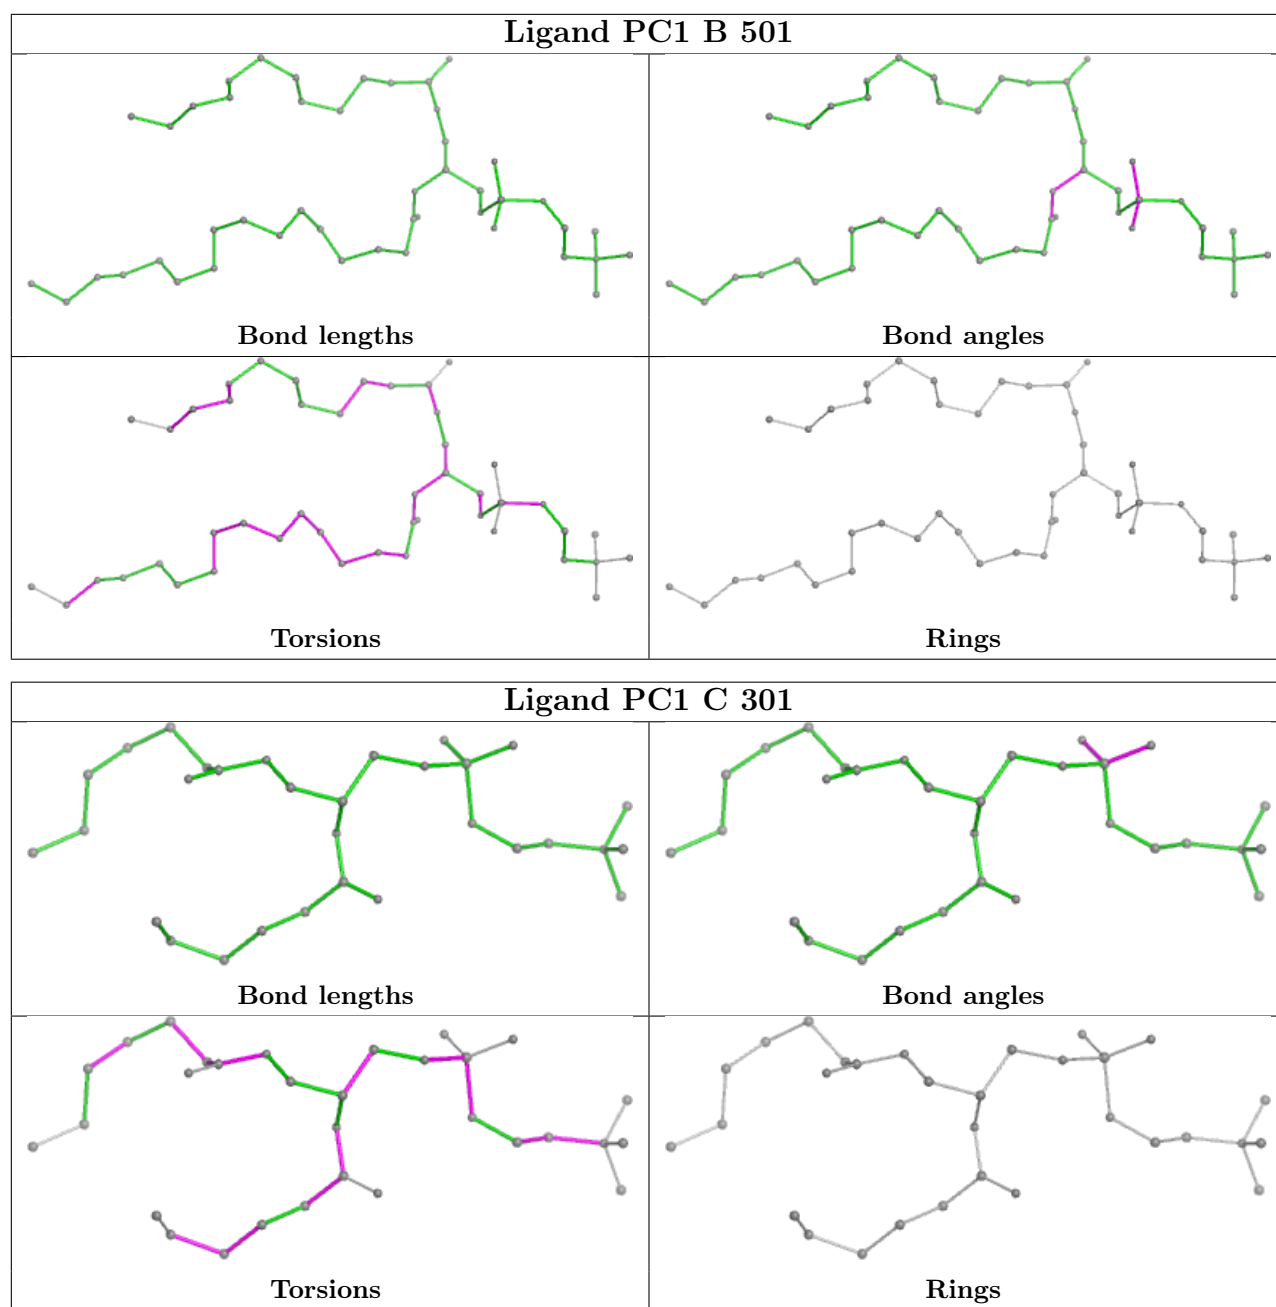 Ligand PC1 B 501
Bond lengths
Bond angles
Torsions
Rings
Ligand PC1 C 301
Bond lengths
Bond angles
Torsions
Rings